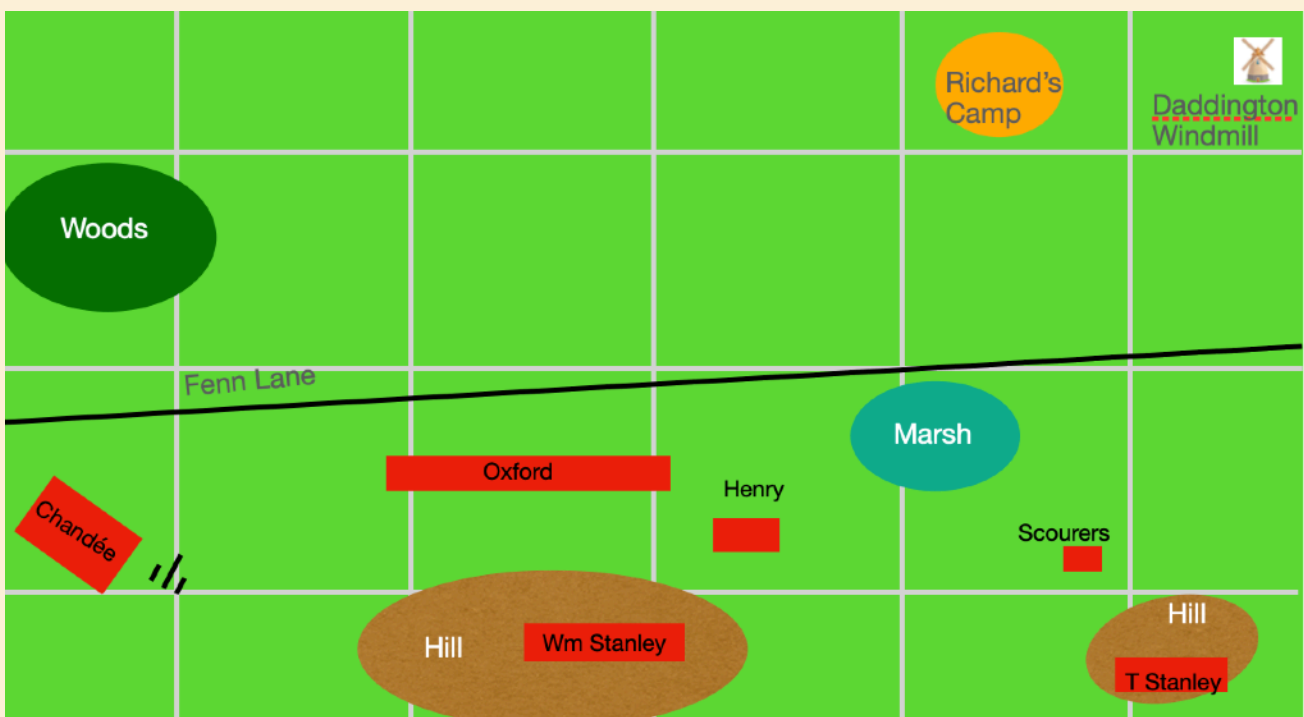 Richard's
Camp
Daddington
Windmill
Woods
Fenn Lane
Marsh
Oxford
Henry
Chandée
Scourers
Hill
Wm Stanley
Hill
T Stanley